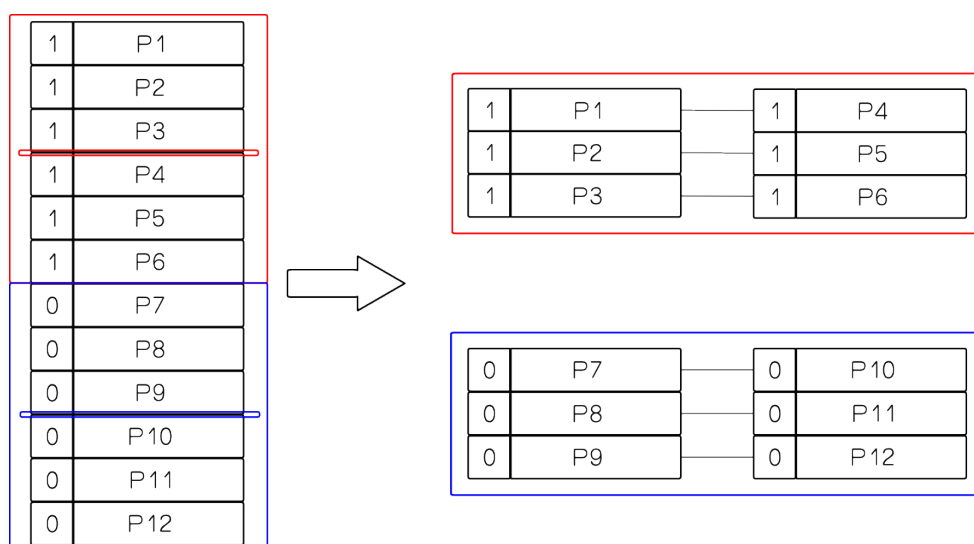 1 P1
1 P2
1 P3
1 P4
1 P5
1 P6
0 P7
0 P8
0 P9
0 P10
0 P11
0 P12
1 P1 1 P4
1 P2 1 P5
1 P3 1 P6
0 P7 0 P10
0 P8 0 P11
0 P9 0 P12